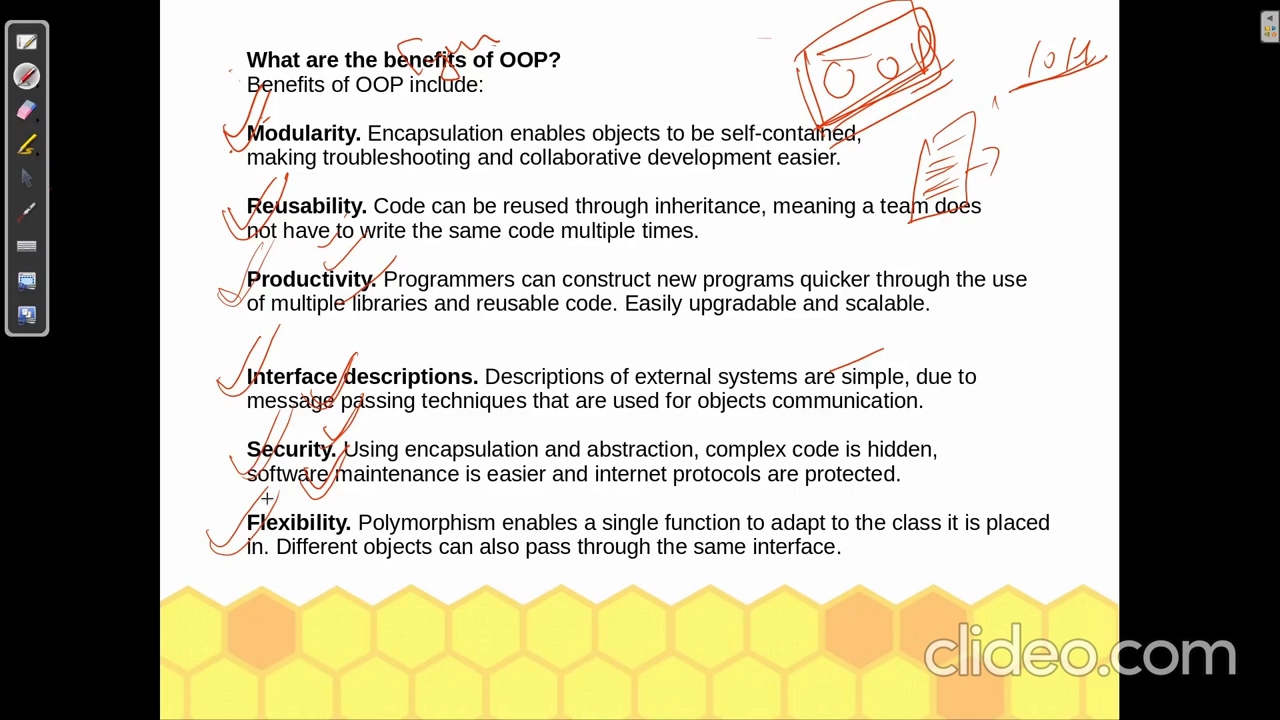 What are the benefits of OOP?
Benefits of OOP include:
Modularity. Encapsulation enables objects to be self-contained,
making troubleshooting and collaborative development easier.
Reusability. Code can be reused through inheritance, meaning a team does
not have to write the same code multiple times.
Productivity. Programmers can construct new programs quicker through the use
of multiple libraries and reusable code. Easily upgradable and scalable.
Interface descriptions. Descriptions of external systems are simple, due to
message passing techniques that are used for objects communication.
Security. Using encapsulation and abstraction, complex code is hidden,
software maintenance is easier and internet protocols are protected.
Flexibility. Polymorphism enables a single function to adapt to the class it is placed
in. Different objects can also pass through the same interface.
clideo.com